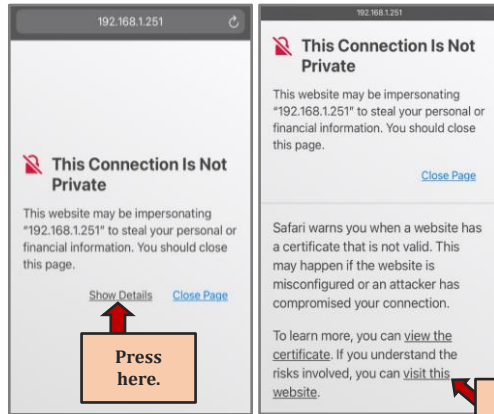 192.168.1.251
This Connection Is Not
Private
This website may be impersonating
"192.168.1.251" to steal your personal or
financial information. You should close
this page.
Show Details
Close Page
Press
here.
192.168.1.251
This Connection Is Not
Private
This website may be impersonating
"192.168.1.251" to steal your personal or
financial information. You should close
this page.
Close Page
Safari warns you when a website has
a certificate that is not valid. This
may happen if the website is
misconfigured or an attacker has
compromised your connection.
To learn more, you can view the
certificate. If you understand the
risks involved, you can visit this
website.